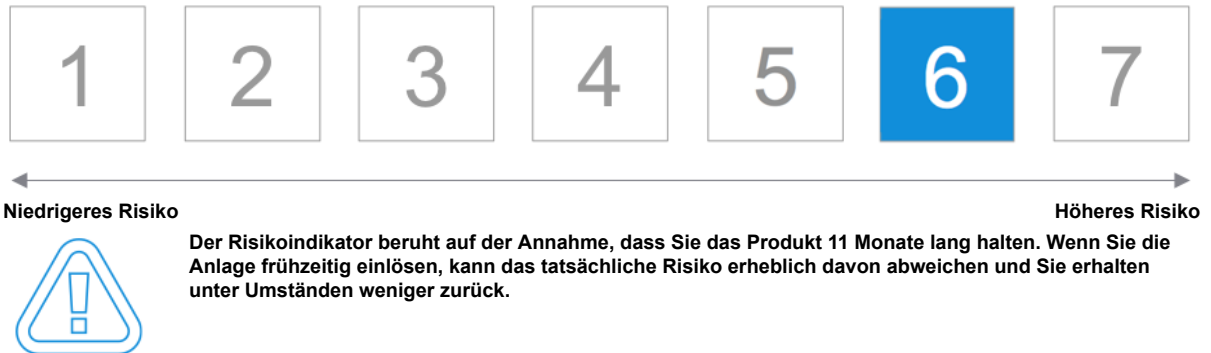 1 2 3 4 5 6 7
Niedrigeres Risiko Höheres Risiko
Der Risikoindikator beruht auf der Annahme, dass Sie das Produkt 11 Monate lang halten. Wenn Sie die
Anlage frühzeitig einlösen, kann das tatsächliche Risiko erheblich davon abweichen und Sie erhalten
unter Umständen weniger zurück.